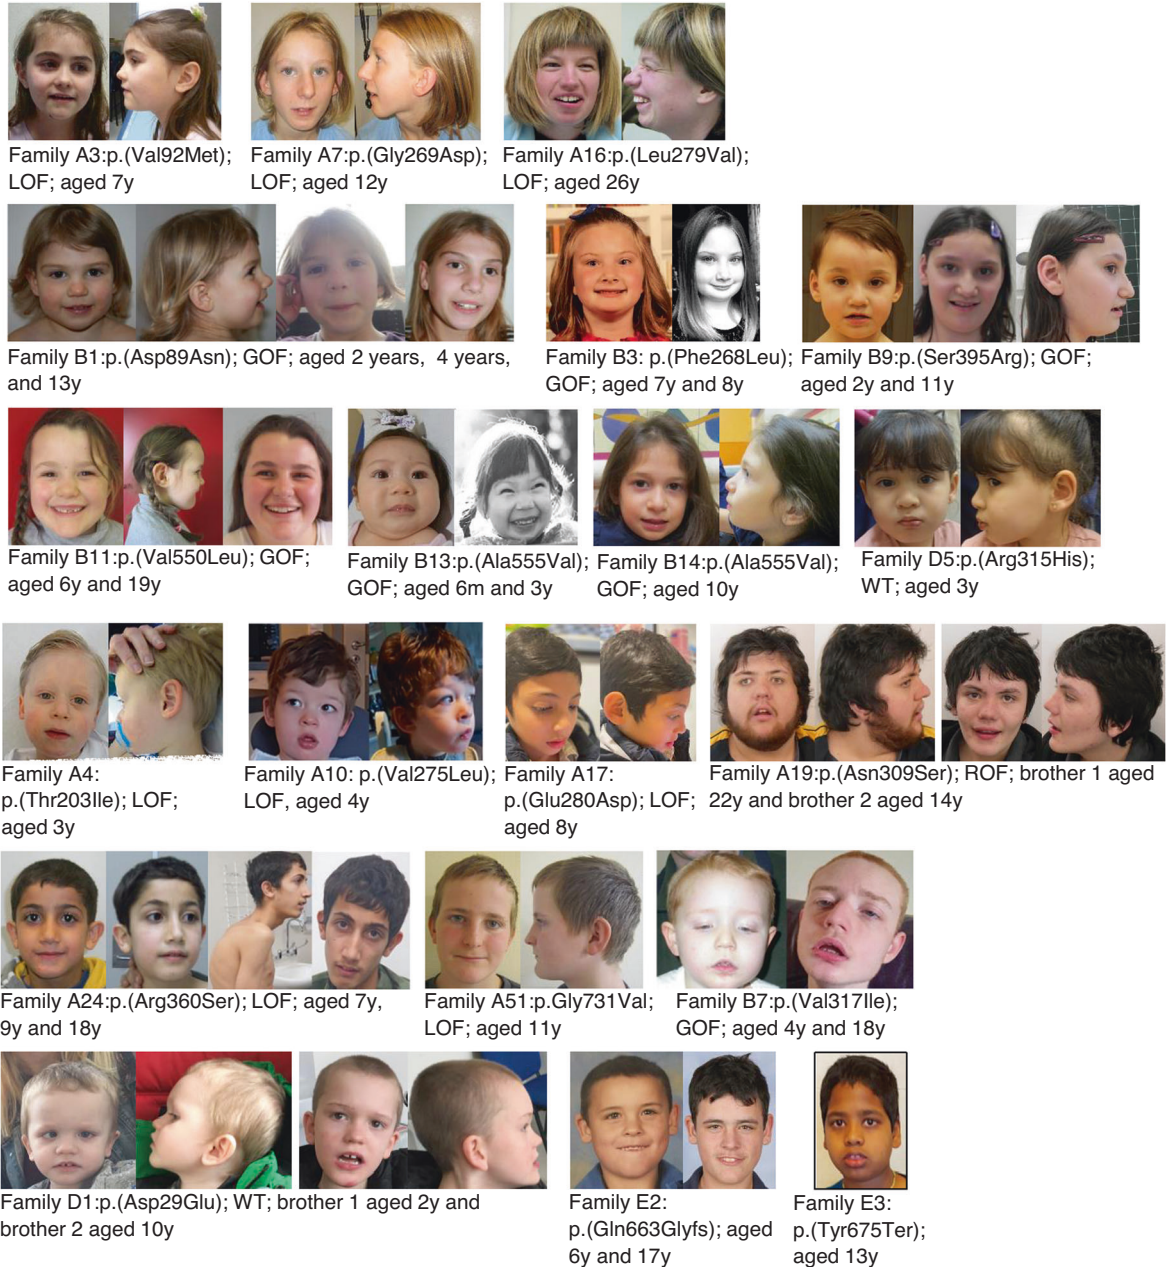 Family A3:p.(Val92Met);
LOF; aged 7y
Family A7:p.(Gly269Asp);
LOF; aged 12y
Family A16:p.(Leu279Val);
LOF; aged 26y
Family B1:p.(Asp89Asn); GOF; aged 2 years, 4 years,
and 13y
Family B3: p.(Phe268Leu);
GOF; aged 7y and 8y
Family B9:p.(Ser395Arg); GOF;
aged 2y and 11y
Family B11:p.(Val550Leu); GOF;
aged 6y and 19y
Family B13:p.(Ala555Val);
GOF; aged 6m and 3y
Family B14:p.(Ala555Val);
GOF; aged 10y
Family D5:p.(Arg315His);
WT; aged 3y
Family A4:
p.(Thr203Ile); LOF;
aged 3y
Family A10: p.(Val275Leu);
LOF, aged 4y
Family A17:
p.(Glu280Asp); LOF;
aged 8y
Family A19:p.(Asn309Ser); ROF; brother 1 aged
22y and brother 2 aged 14y
Family A24:p.(Arg360Ser); LOF; aged 7y,
9y and 18y
Family A51:p.Gly731Val;
LOF; aged 11y
Family B7:p.(Val317Ile);
GOF; aged 4y and 18y
Family D1:p.(Asp29Glu); WT; brother 1 aged 2y and
brother 2 aged 10y
Family E2:
p.(Gln663Glyfs); aged
6y and 17y
Family E3:
p.(Tyr675Ter);
aged 13y